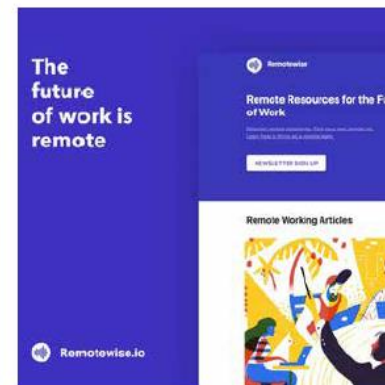 The
future
of work is
remote
Remotewise.io
Remotewise
Remote Resources for the Fa
of Work
NEWSLETTER SIGN UP
Remote Working Articles